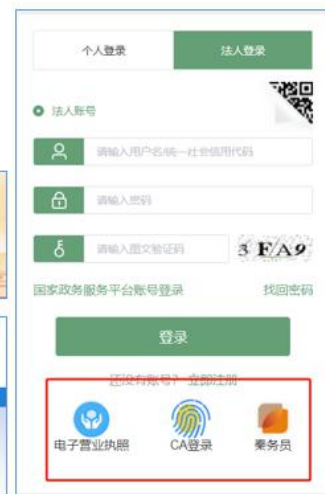 个人登录 法人登录
法人账号
请输入用户名/统一社会信用代码
请输入密码
请输入图文验证码 3 FA9
国家政务服务平台账号登录 找回密码
登录
还没有账号? 立即注册
电子营业执照 CA登录 秦务员